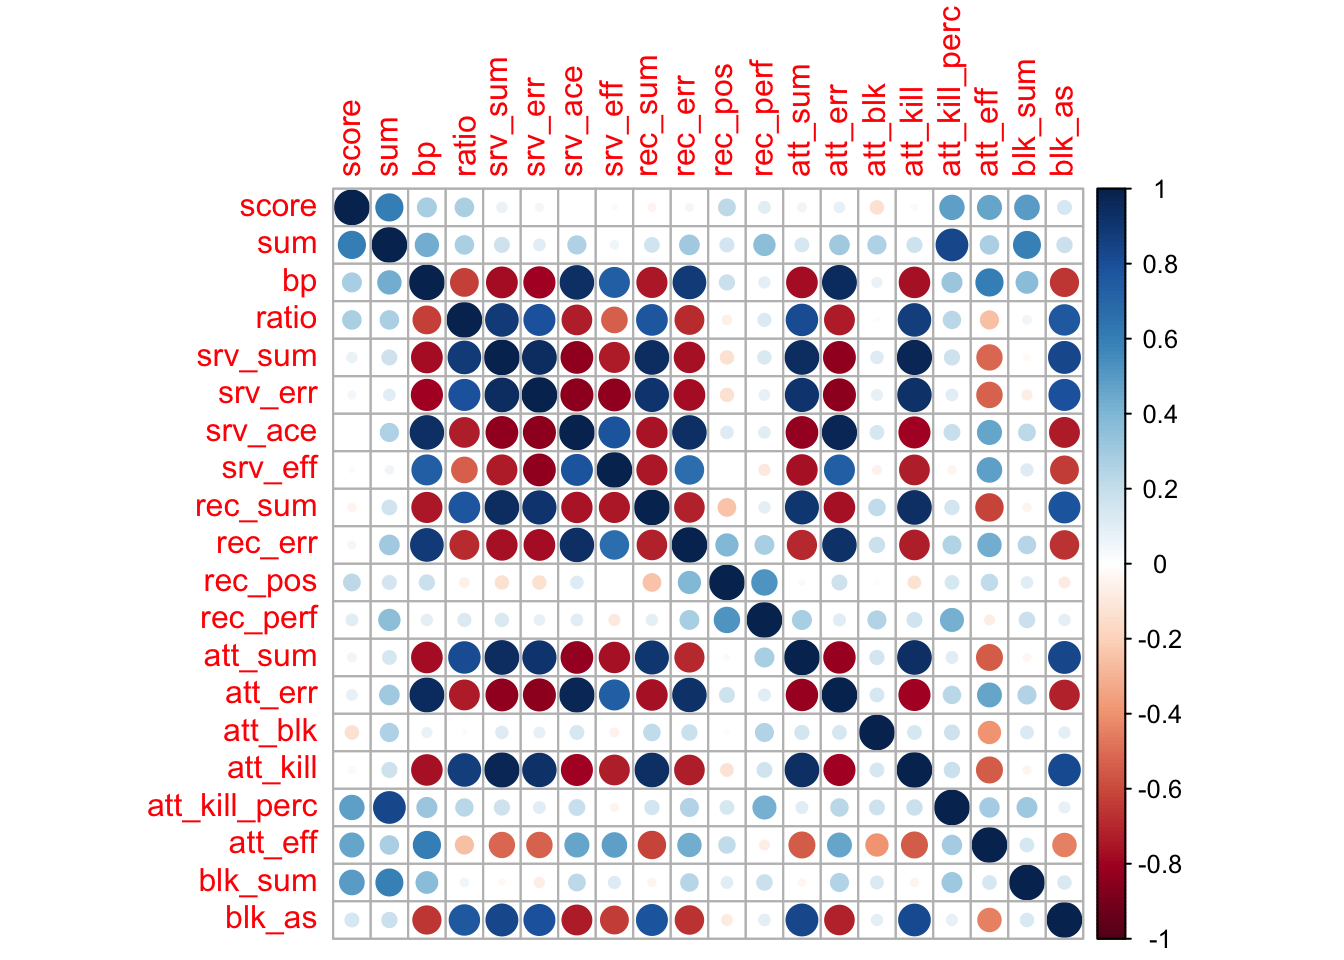 score
sum
bp
ratio
srv_sum
srv_err
srv_ace
srv_eff
rec_sum
rec_err
rec_pos
rec_perf
att_sum
att_err
att_blk
att_kill
att_kill_perc
att_eff
blk_sum
blk_as
score
sum
bp
ratio
srv_sum
srv_err
srv_ace
srv_eff
rec_sum
rec_err
rec_pos
rec_perf
att_sum
att_err
att_blk
att_kill
att_kill_perc
att_eff
blk_sum
blk_as
1
0.8
0.6
0.4
0.2
0
-0.2
-0.4
-0.6
-0.8
-1